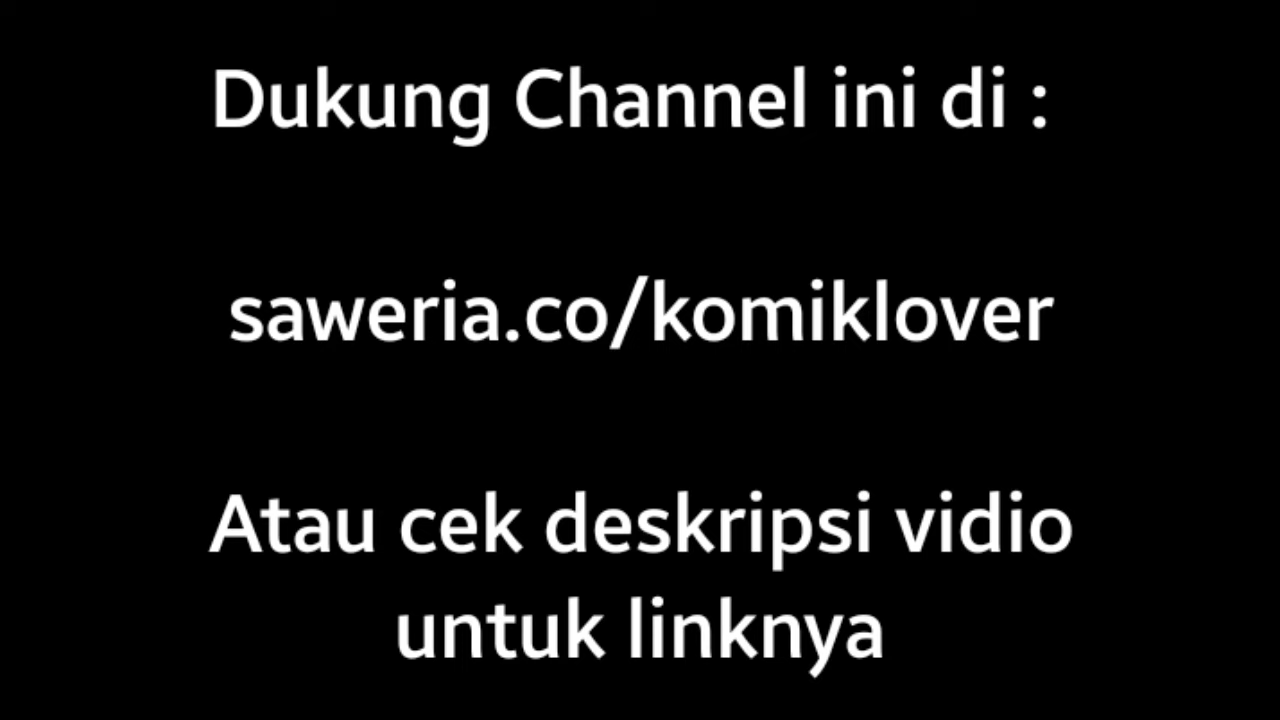 Dukung Channel ini di :
saweria.co/komiklover
Atau cek deskripsi vidio
untuk linknya